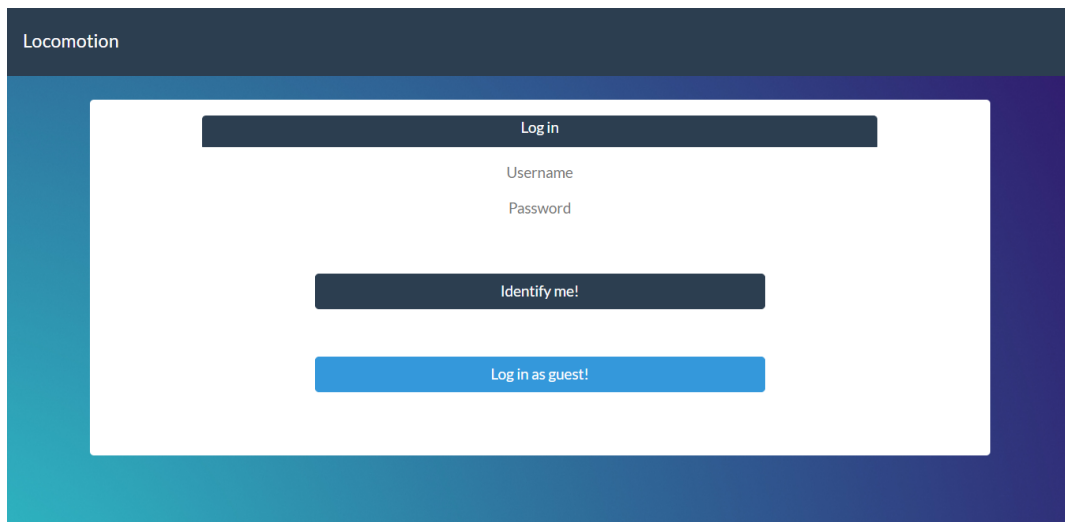 Locomotion
Log in
Username
Password
Identify me!
Log in as guest!